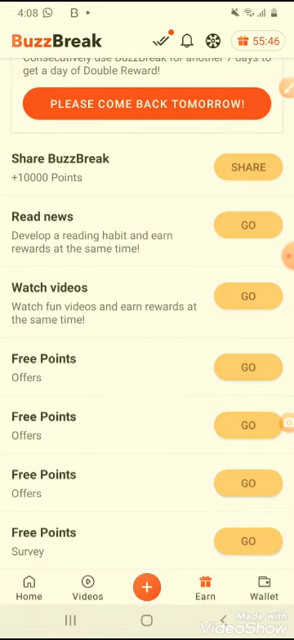 4:08 B •
BuzzBreak 55:46
Consecutively use BuzzBreak for another 7 days to
get a day of Double Reward!
PLEASE COME BACK TOMORROW!
Share BuzzBreak
+10000 Points
SHARE
Read news
Develop a reading habit and earn
rewards at the same time!
GO
Watch videos
Watch fun videos and earn rewards at
the same time!
GO
Free Points
Offers
GO
Free Points
Offers
GO
Free Points
Offers
GO
Free Points
Survey
GO
Home Videos Earn Wallet
Made with
VideoShow